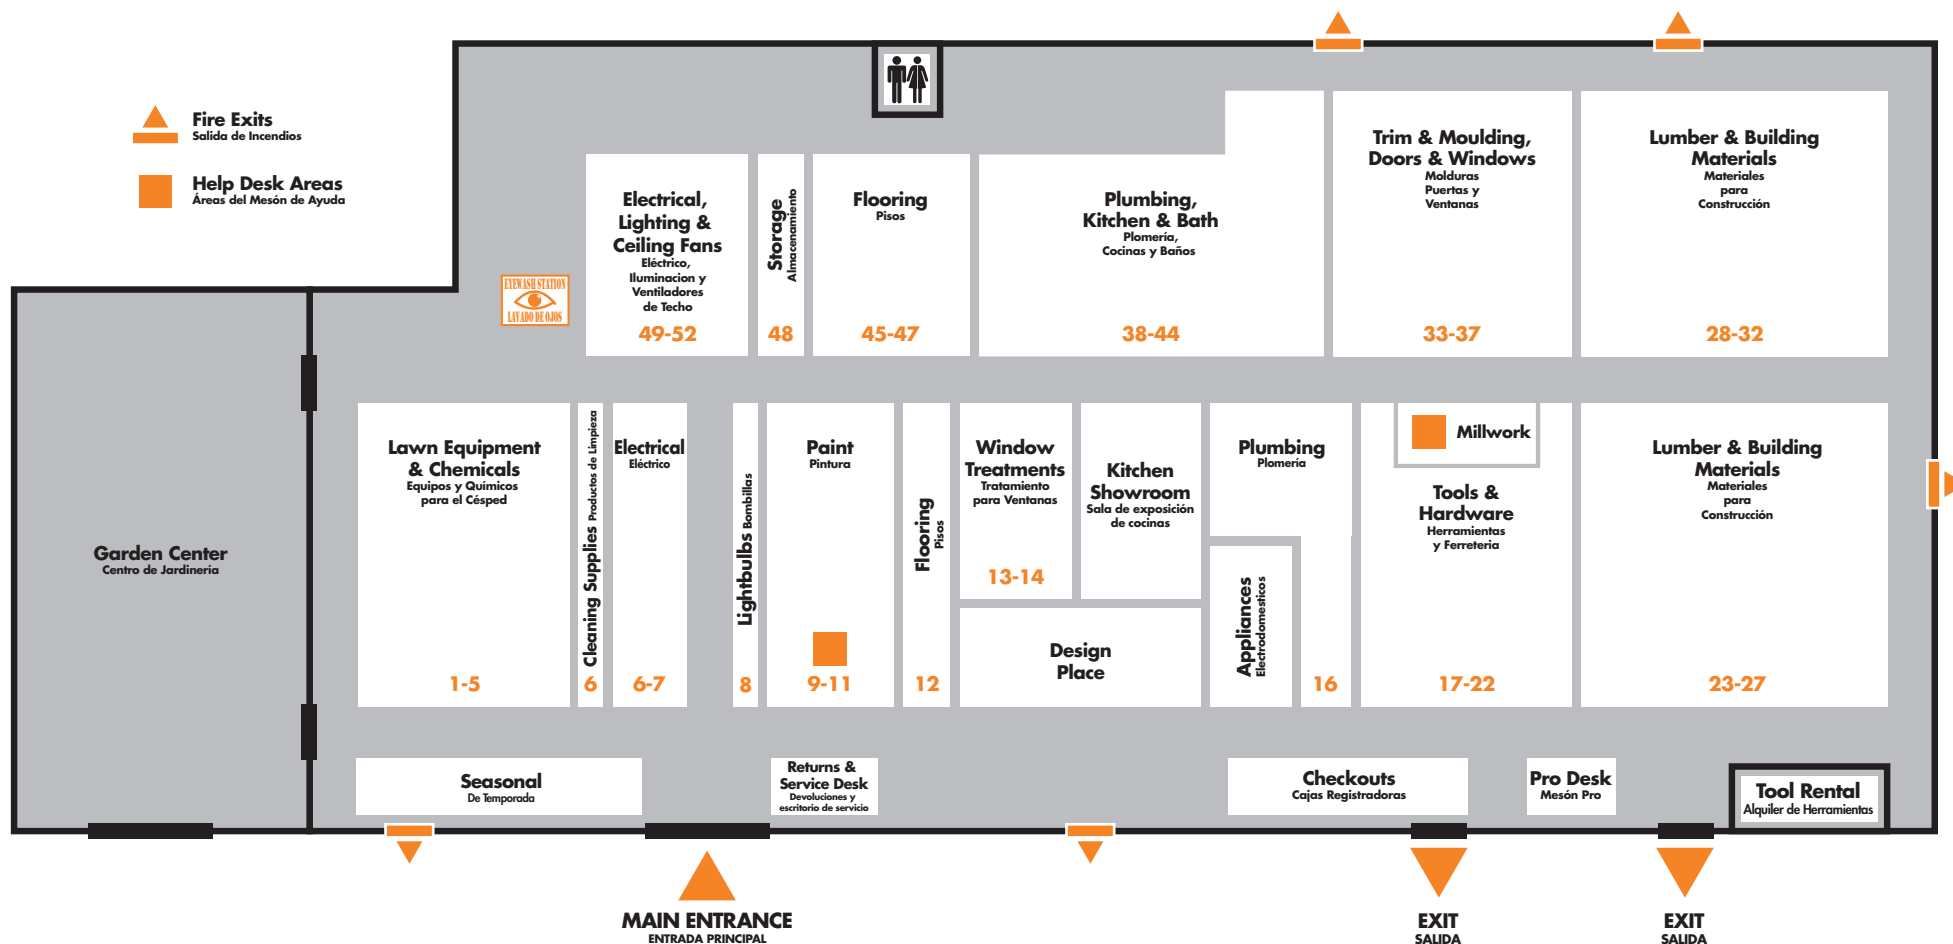 Fire Exits
Salida de Incendios
Help Desk Areas
Áreas del Mesón de Ayuda
Electrical,
Lighting &
Ceiling Fans
Eléctrico,
Iluminacion y
Ventiladores
de Techo
49-52
Storage
Almacenamiento
48
Flooring
Pisos
45-47
Plumbing,
Kitchen & Bath
Plomería,
Cocinas y Baños
38-44
Trim & Moulding,
Doors & Windows
Molduras
Puertas y
Ventanas
33-37
Lumber & Building
Materials
Materiales
para
Construcción
28-32
EYEWASH STATION
LAVADO DE OJOS
Garden Center
Centro de Jardinería
Lawn Equipment
& Chemicals
Equipos y Químicos
para el Césped
1-5
Cleaning Supplies Productos de Limpieza
6
Electrical
Eléctrico
6-7
Lightbulbs Bombillas
8
Paint
Pintura
9-11
Flooring
Pisos
12
Window
Treatments
Tratamiento
para Ventanas
13-14
Kitchen
Showroom
Sala de exposición
de cocinas
Design
Place
Plumbing
Plomería
Appliances
Electrodomesticos
16
Millwork
Tools &
Hardware
Herramientas
y Ferreteria
17-22
Lumber & Building
Materials
Materiales
para
Construcción
23-27
Seasonal
De Temporada
Returns &
Service Desk
Devoluciones y
escritorio de servicio
Checkouts
Cajas Registradoras
Pro Desk
Mesón Pro
Tool Rental
Alquiler de Herramientas
MAIN ENTRANCE
ENTRADA PRINCIPAL
EXIT
SALIDA
EXIT
SALIDA